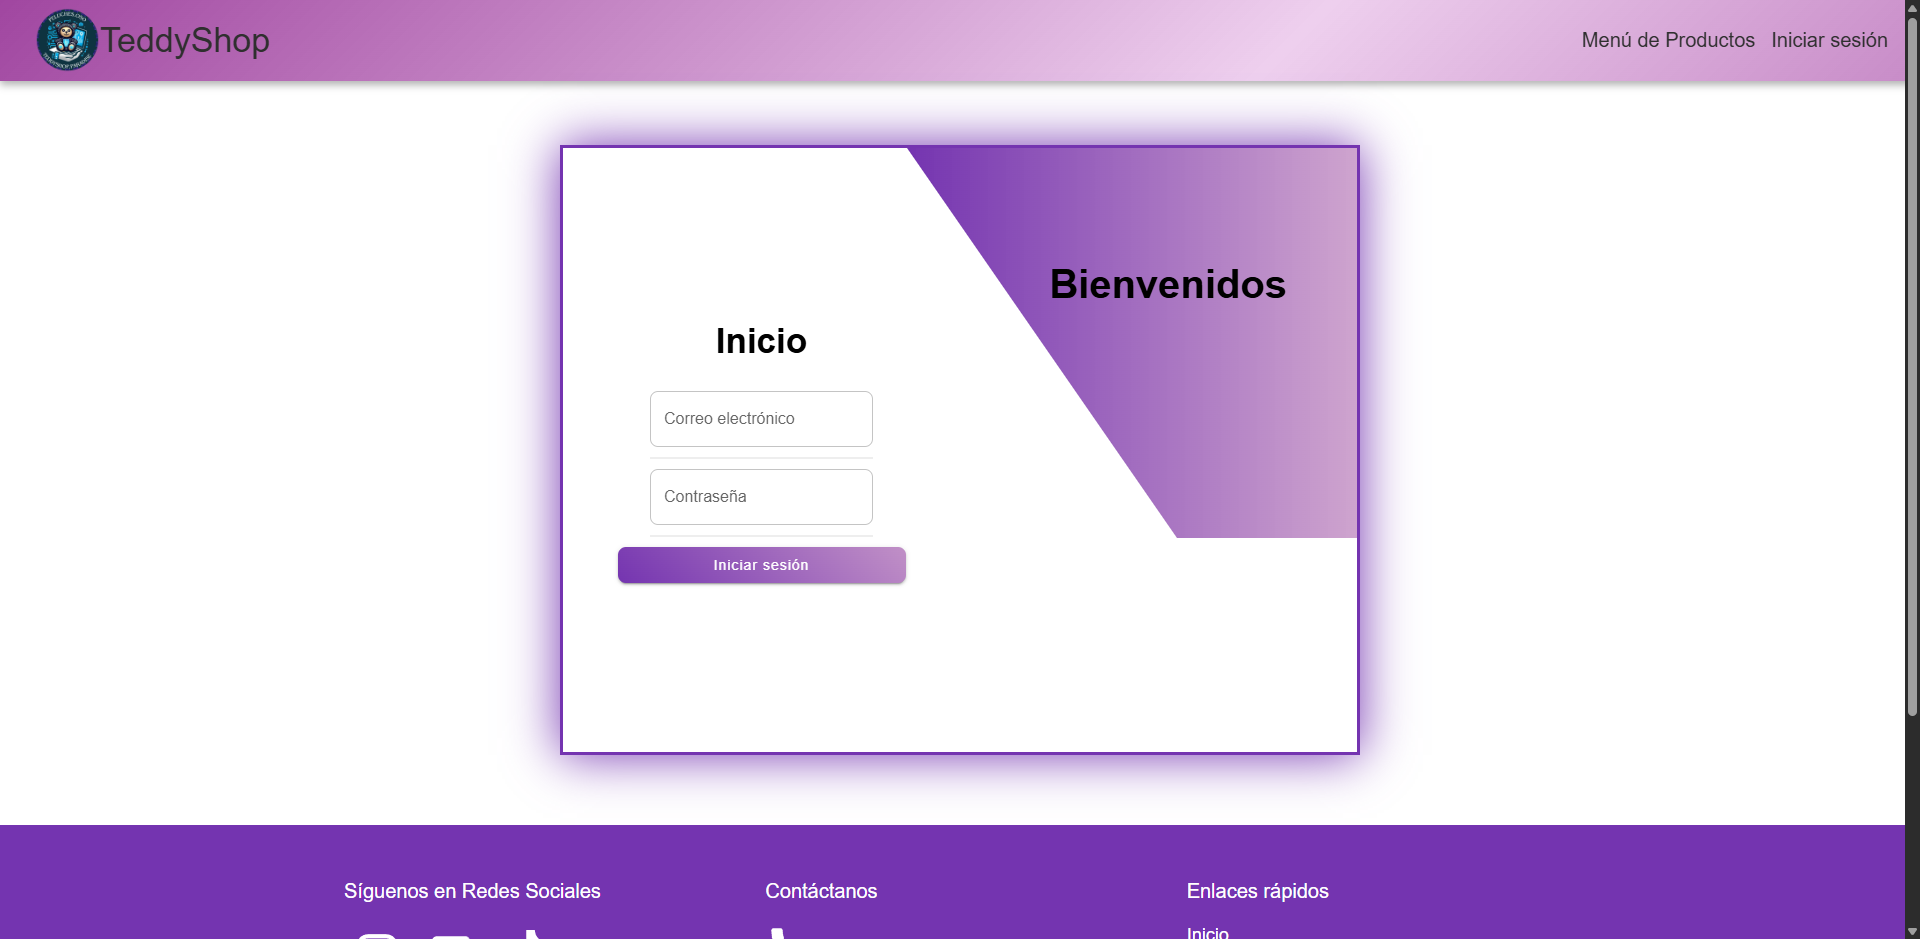 TeddyShop
Menú de Productos
Iniciar sesión
Bienvenidos
Inicio
Correo electrónico
Contraseña
Iniciar sesión
Síguenos en Redes Sociales
Contáctanos
Enlaces rápidos
Inicio